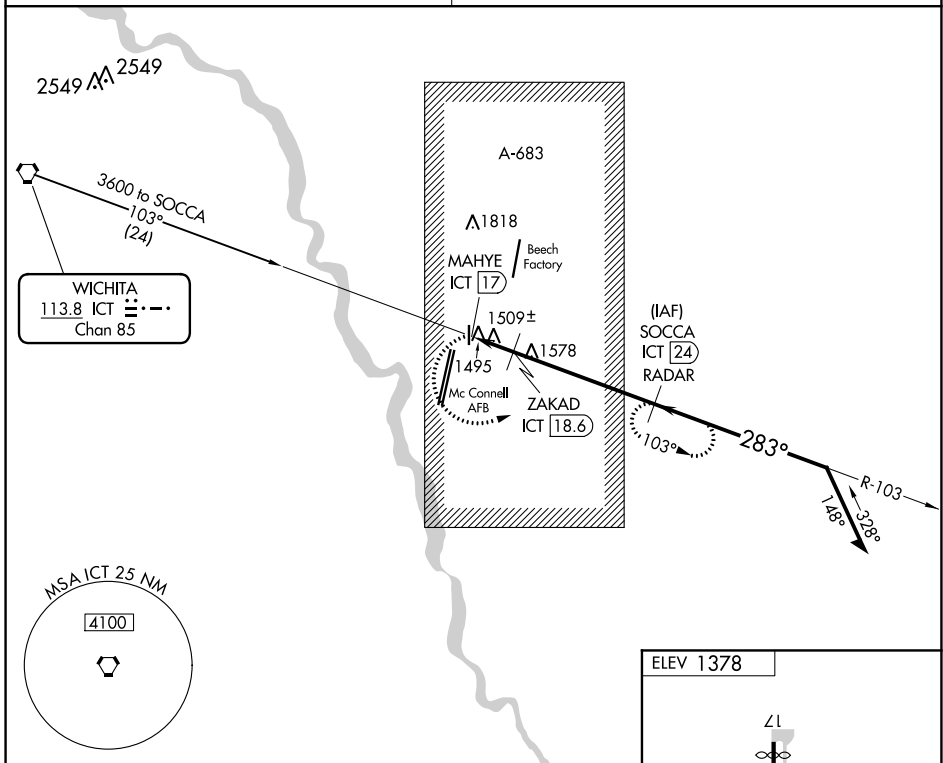 2549 2549
A-683
3600 to SOCCA
103°
(24)
1818
Beech
Factory
MAHYE
ICT 17
WICHITA
113.8 ICT
Chan 85
1509±
1578
1495
Mc Connell
AFB
ZAKAD
ICT 18.6
(IAF)
SOCCA
ICT 24
RADAR
103°
283°
R-103
148°
328°
MSA ICT 25 NM
4100
ELEV 1378
17